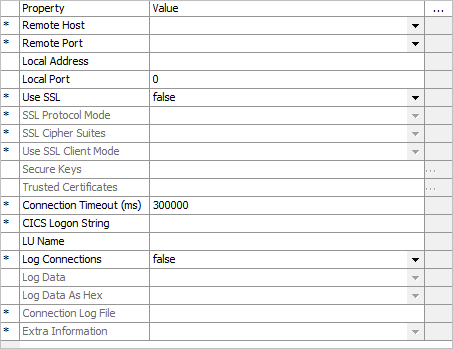 Property Value ...
* Remote Host
* Remote Port
Local Address
Local Port 0
* Use SSL false
* SSL Protocol Mode
* SSL Cipher Suites
* Use SSL Client Mode
Secure Keys ...
Trusted Certificates ...
* Connection Timeout (ms) 300000
* CICS Logon String
LU Name
* Log Connections false
Log Data
Log Data As Hex
* Connection Log File
* Extra Information